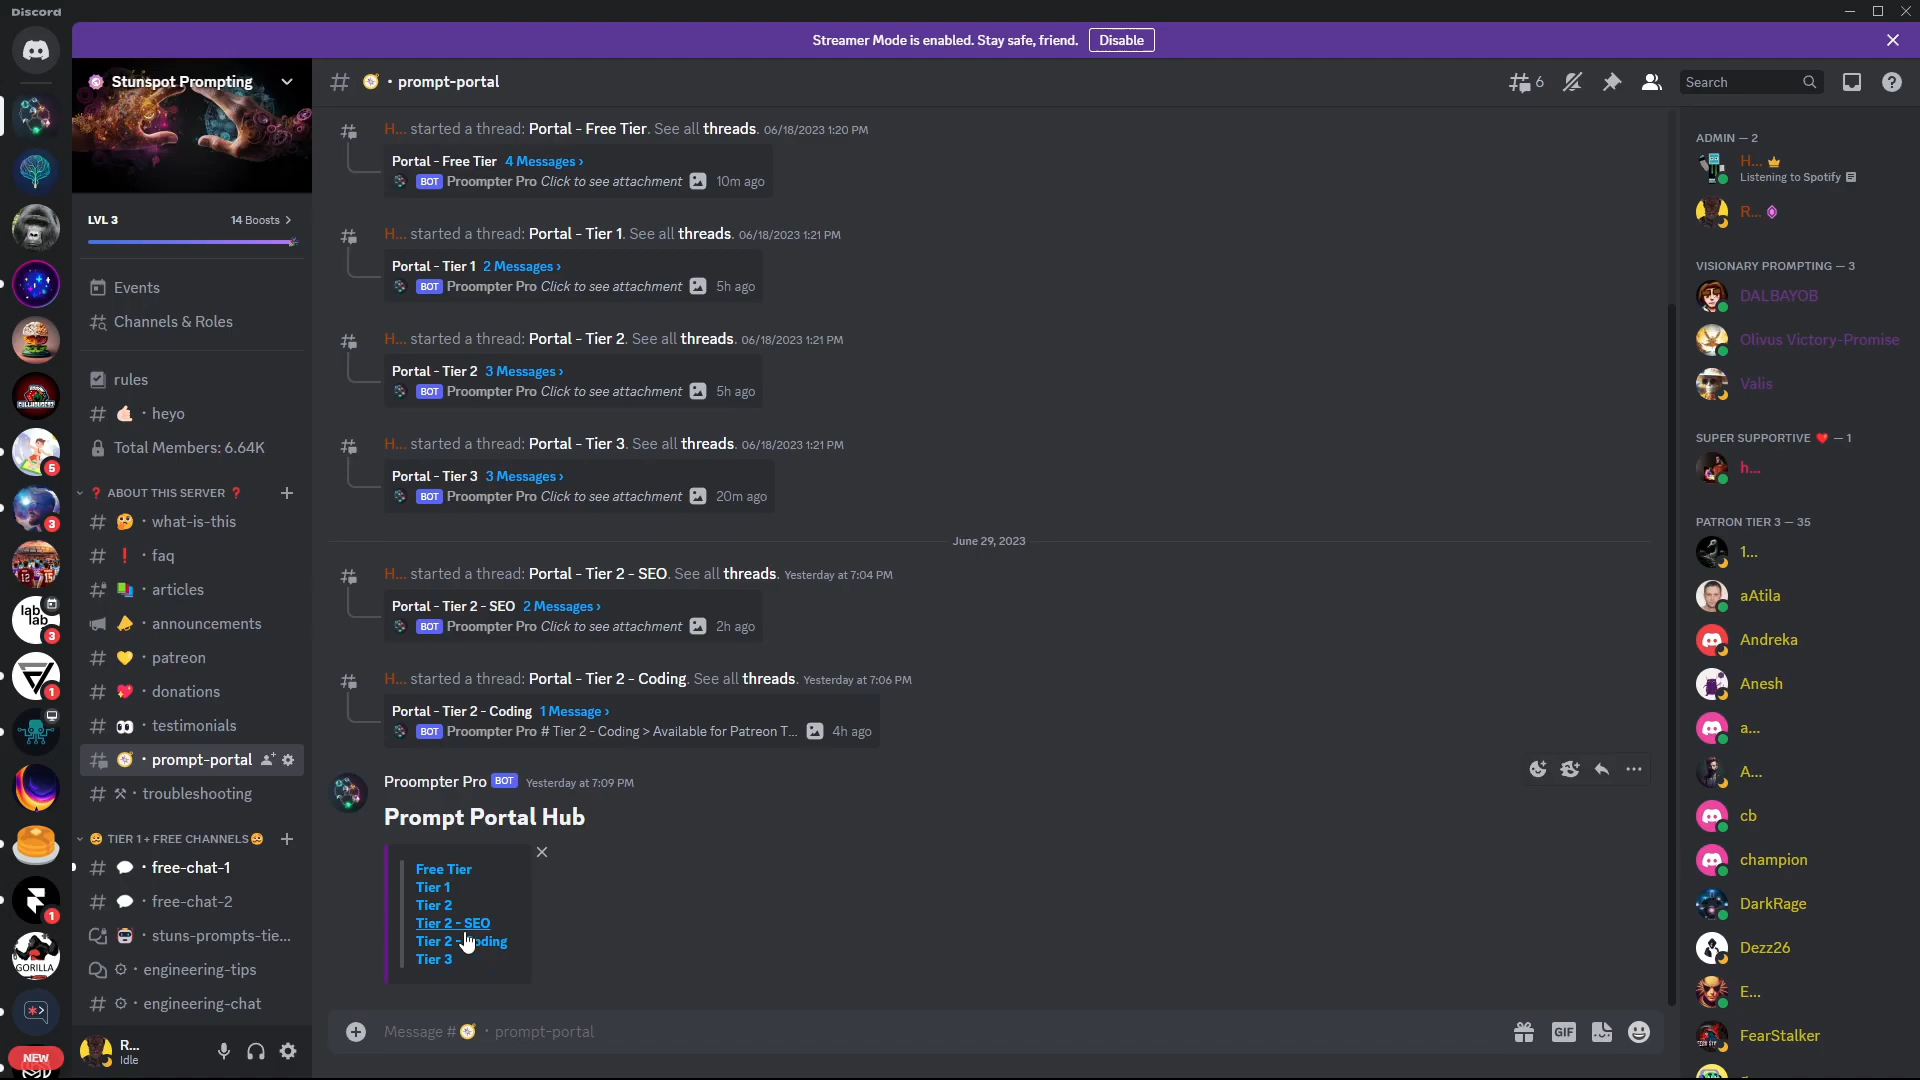 Discord
Streamer Mode is enabled. Stay safe, friend. Disable
Stunspot Prompting
LVL 3 14 Boosts >
Events
Channels & Roles
rules
heyo
Total Members: 6.64K
ABOUT THIS SERVER
what-is-this
faq
articles
announcements
patreon
donations
testimonials
prompt-portal
troubleshooting
TIER 1 + FREE CHANNELS
free-chat-1
free-chat-2
stuns-prompts-tie...
engineering-tips
engineering-chat
R...
Idle
5
3
lab
lab
3
1
1
GORILLA
NEW
# · prompt-portal
6
Search
H... started a thread: Portal - Free Tier. See all threads. 06/18/2023 1:20 PM
Portal - Free Tier 4 Messages ›
BOT Proompter Pro Click to see attachment 10m ago
H... started a thread: Portal - Tier 1. See all threads. 06/18/2023 1:21 PM
Portal - Tier 1 2 Messages ›
BOT Proompter Pro Click to see attachment 5h ago
H... started a thread: Portal - Tier 2. See all threads. 06/18/2023 1:21 PM
Portal - Tier 2 3 Messages ›
BOT Proompter Pro Click to see attachment 5h ago
H... started a thread: Portal - Tier 3. See all threads. 06/18/2023 1:21 PM
Portal - Tier 3 3 Messages ›
BOT Proompter Pro Click to see attachment 20m ago
June 29, 2023
H... started a thread: Portal - Tier 2 - SEO. See all threads. Yesterday at 7:04 PM
Portal - Tier 2 - SEO 2 Messages ›
BOT Proompter Pro Click to see attachment 2h ago
H... started a thread: Portal - Tier 2 - Coding. See all threads. Yesterday at 7:06 PM
Portal - Tier 2 - Coding 1 Message ›
BOT Proompter Pro # Tier 2 - Coding > Available for Patreon T... 4h ago
Proompter Pro BOT Yesterday at 7:09 PM
Prompt Portal Hub
Free Tier
Tier 1
Tier 2
Tier 2 - SEO
Tier 2 - oding
Tier 3
Message # · prompt-portal
GIF
ADMIN — 2
H...
Listening to Spotify
R...
VISIONARY PROMPTING — 3
DALBAYOB
Olivus Victory-Promise
Valis
SUPER SUPPORTIVE — 1
h...
PATRON TIER 3 — 35
1...
aAtila
Andreka
Anesh
a...
A...
cb
champion
DarkRage
Dezz26
E...
FearStalker